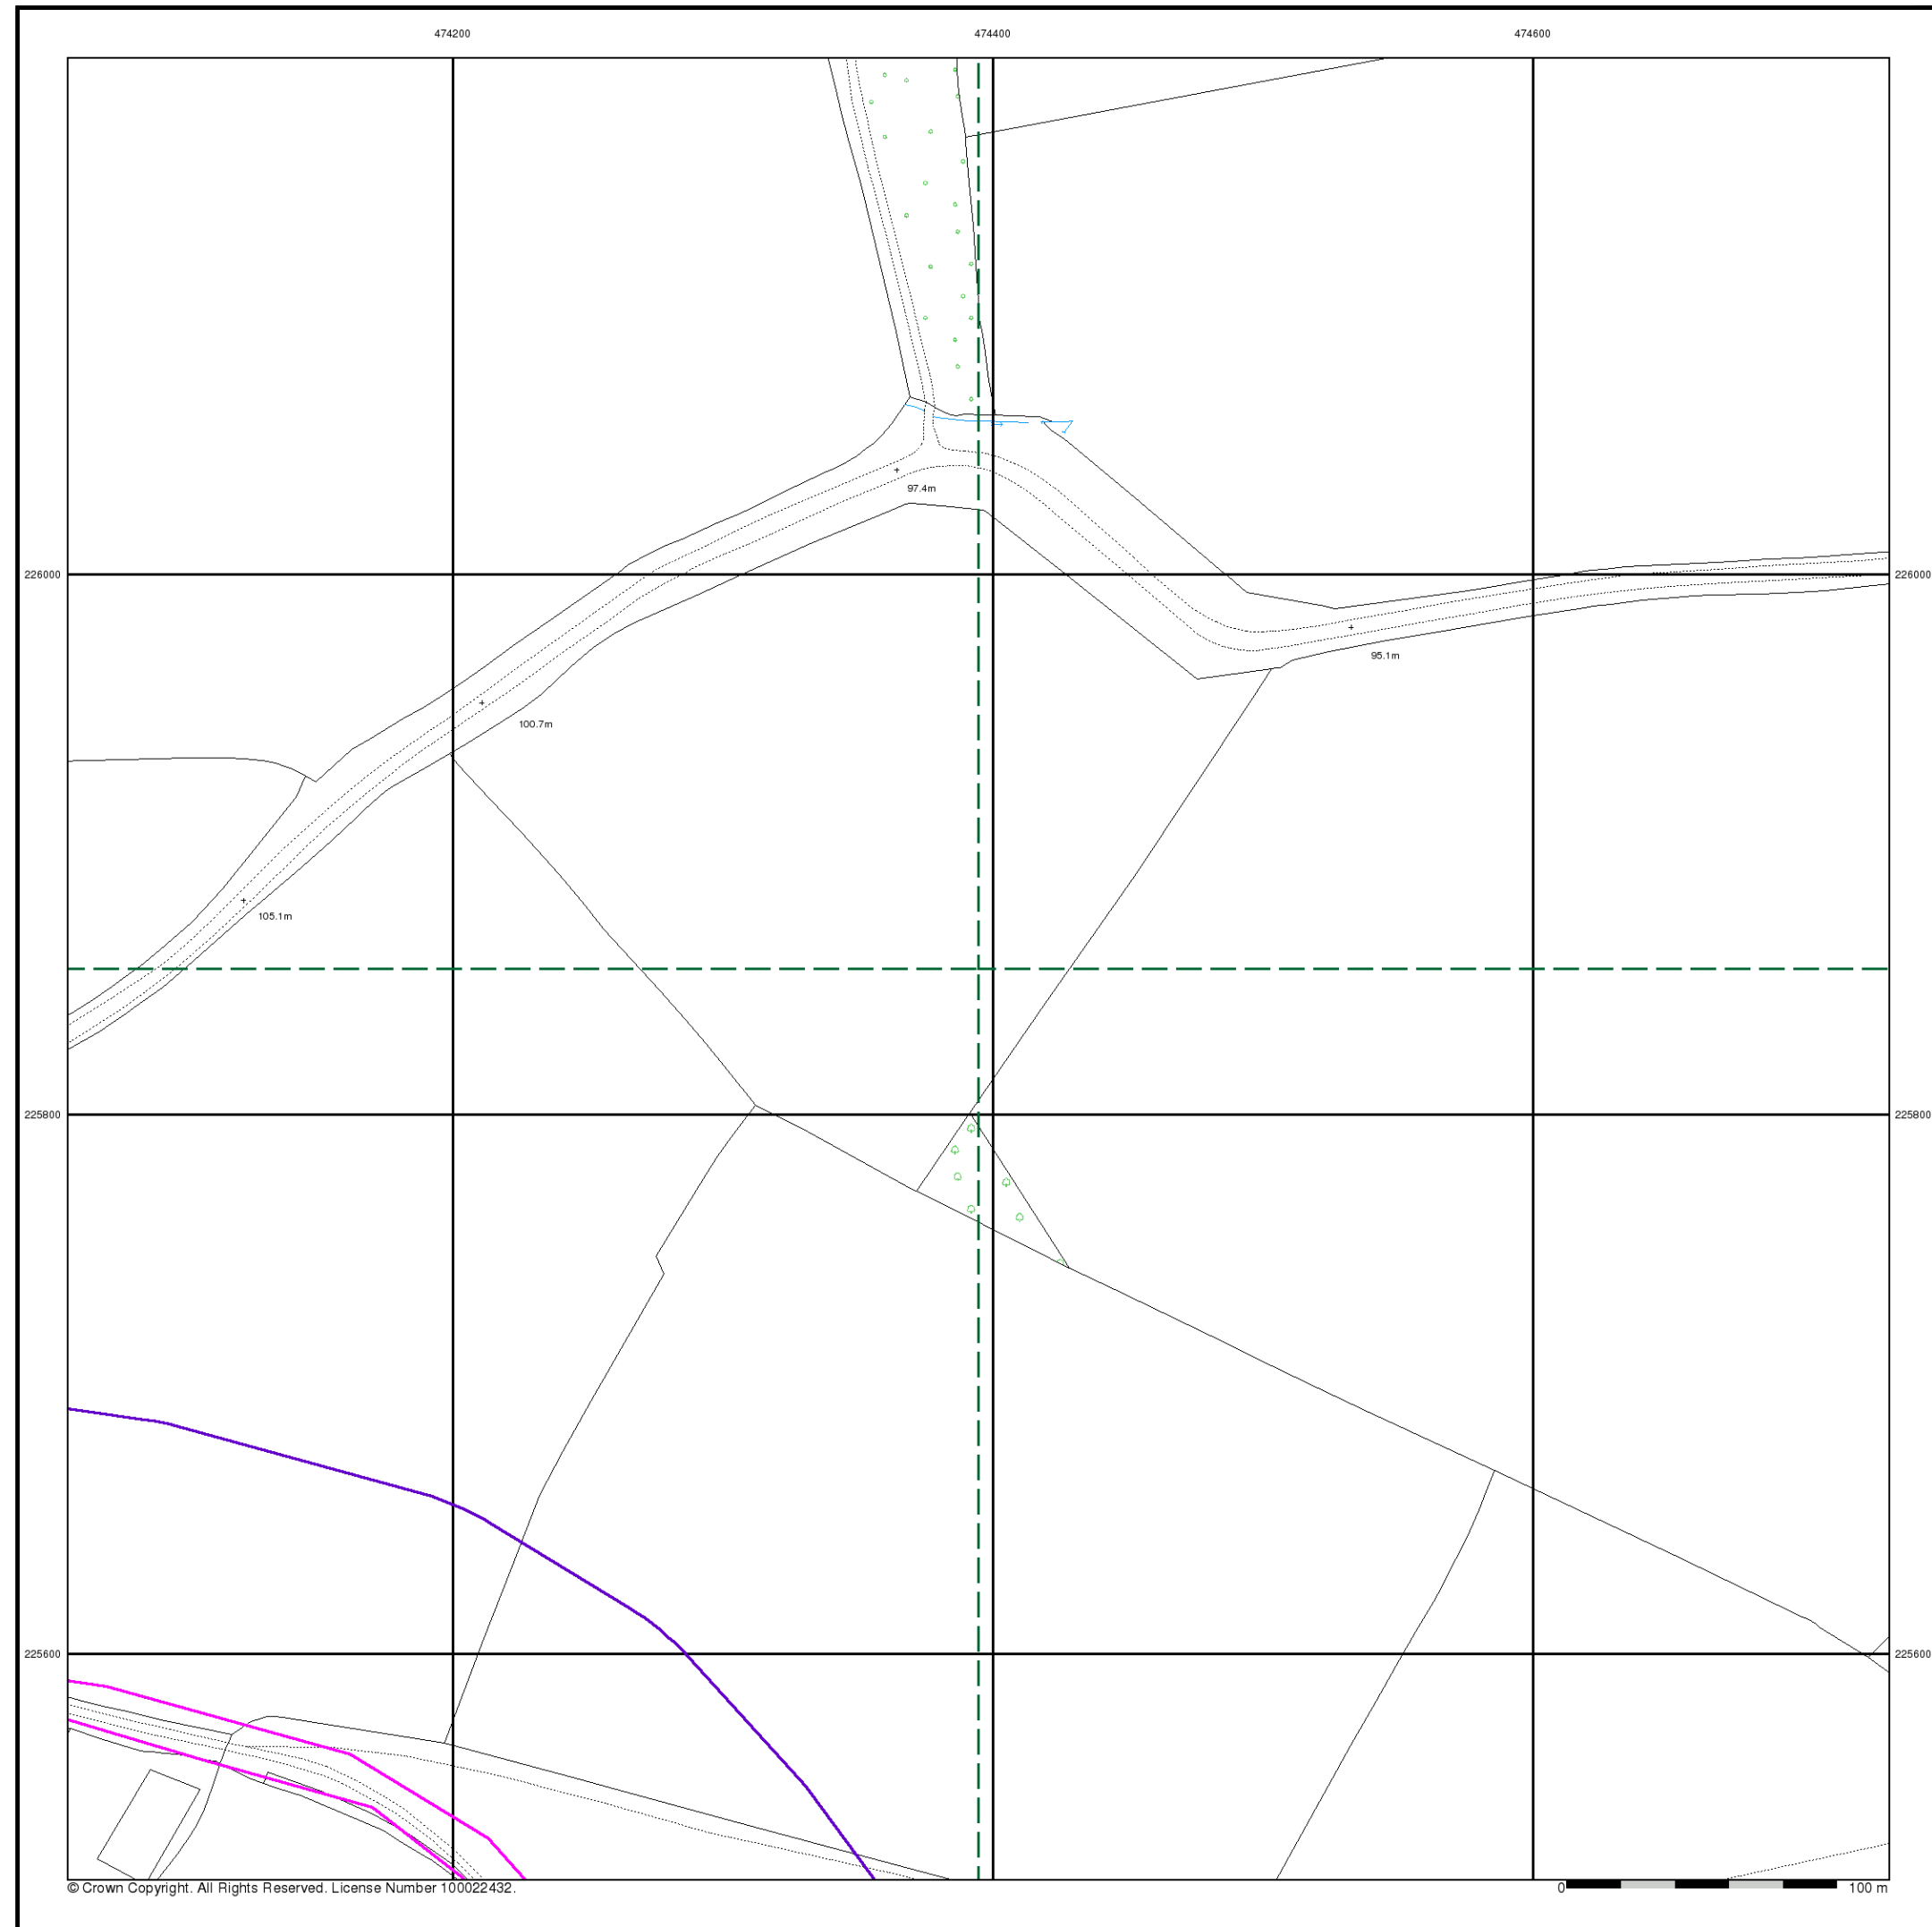 474200 474400 474600
97.4m
226000 226000
95.1m
100.7m
105.1m
225800 225800
225600 225600
© Crown Copyright. All Rights Reserved. License Number 100022432. 0 100 m